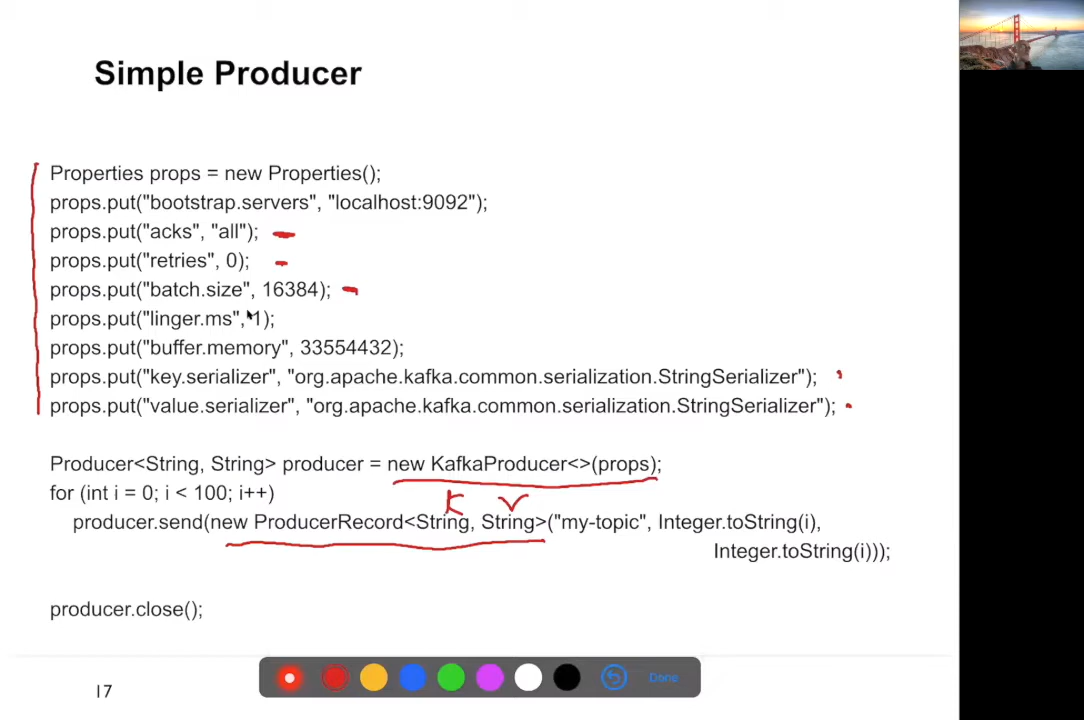 Simple Producer
Properties props = new Properties();
props.put("bootstrap.servers", "localhost:9092");
props.put("acks", "all");
props.put("retries", 0);
props.put("batch.size", 16384);
props.put("linger.ms", 1);
props.put("buffer.memory", 33554432);
props.put("key.serializer", "org.apache.kafka.common.serialization.StringSerializer");
props.put("value.serializer", "org.apache.kafka.common.serialization.StringSerializer");
Producer<String, String> producer = new KafkaProducer<>(props);
for (int i = 0; i < 100; i++)
K V
producer.send(new ProducerRecord<String, String>("my-topic", Integer.toString(i),
Integer.toString(i)));
producer.close();
Done
17